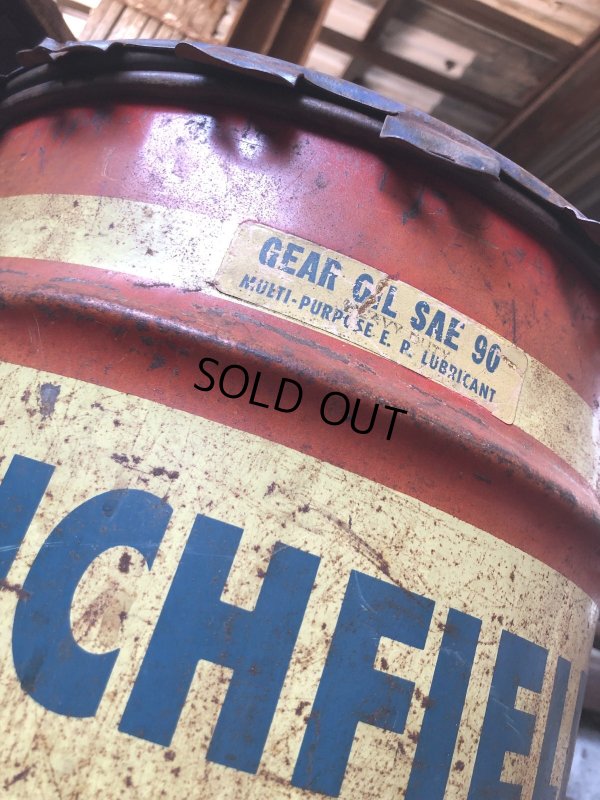 GEAR OIL SAE 90
MULTI-PURPOSE E. P. LUBRICANT
SOLD OUT
ICHFIEL